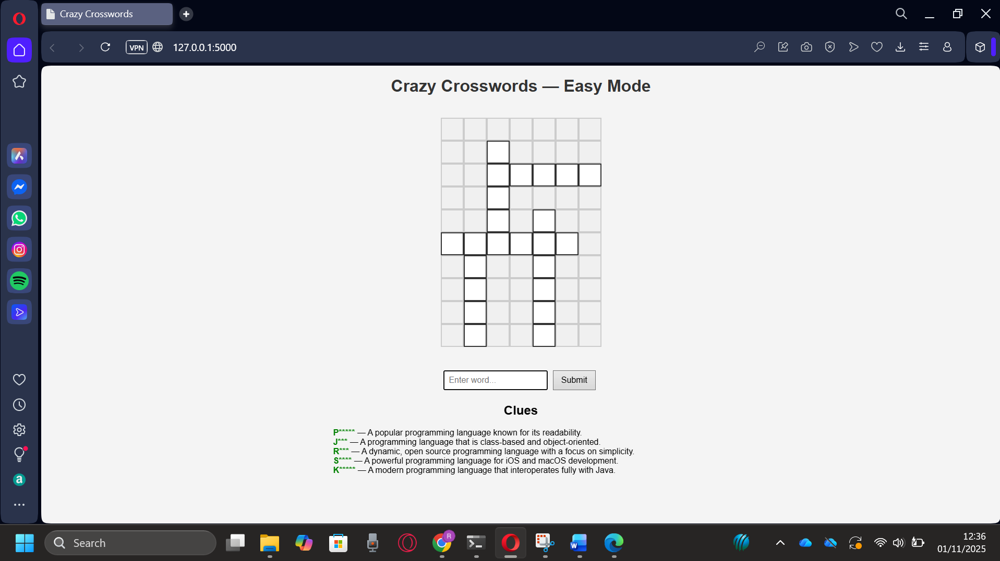 Crazy Crosswords
VPN
127.0.0.1:5000
Crazy Crosswords — Easy Mode
Enter word...
Submit
Clues
P***** — A popular programming language known for its readability.
J*** — A programming language that is class-based and object-oriented.
R*** — A dynamic, open source programming language with a focus on simplicity.
S**** — A powerful programming language for iOS and macOS development.
K***** — A modern programming language that interoperates fully with Java.
a
Search
R
W
12:36
01/11/2025